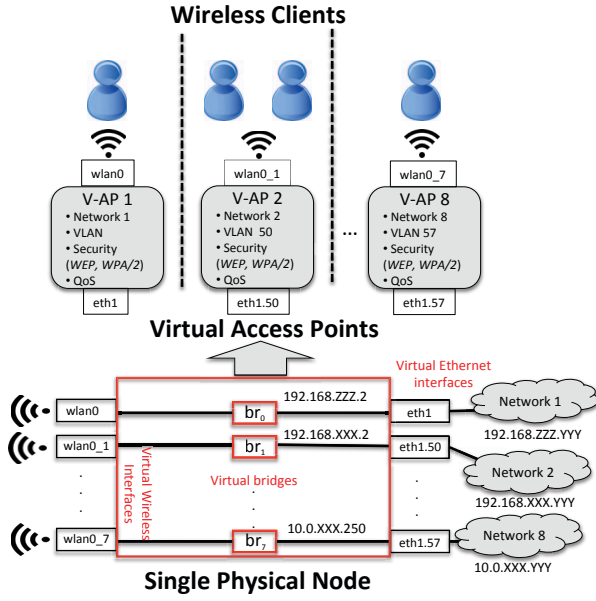 Wireless Clients
wlan0
wlan0_1
wlan0_7
V-AP 1
• Network 1
• VLAN
• Security
(WEP, WPA/2)
• QoS
V-AP 2
• Network 2
• VLAN 50
• Security
(WEP, WPA/2)
• QoS
...
V-AP 8
• Network 8
• VLAN 57
• Security
(WEP, WPA/2)
• QoS
eth1
eth1.50
eth1.57
Virtual Access Points
Virtual Ethernet
interfaces
wlan0
br0
192.168.ZZZ.2
eth1
Network 1
192.168.ZZZ.YYY
wlan0_1
br1
192.168.XXX.2
eth1.50
Network 2
192.168.XXX.YYY
Virtual Wireless
Interfaces
Virtual bridges
wlan0_7
br7
10.0.XXX.250
eth1.57
Network 8
10.0.XXX.YYY
Single Physical Node